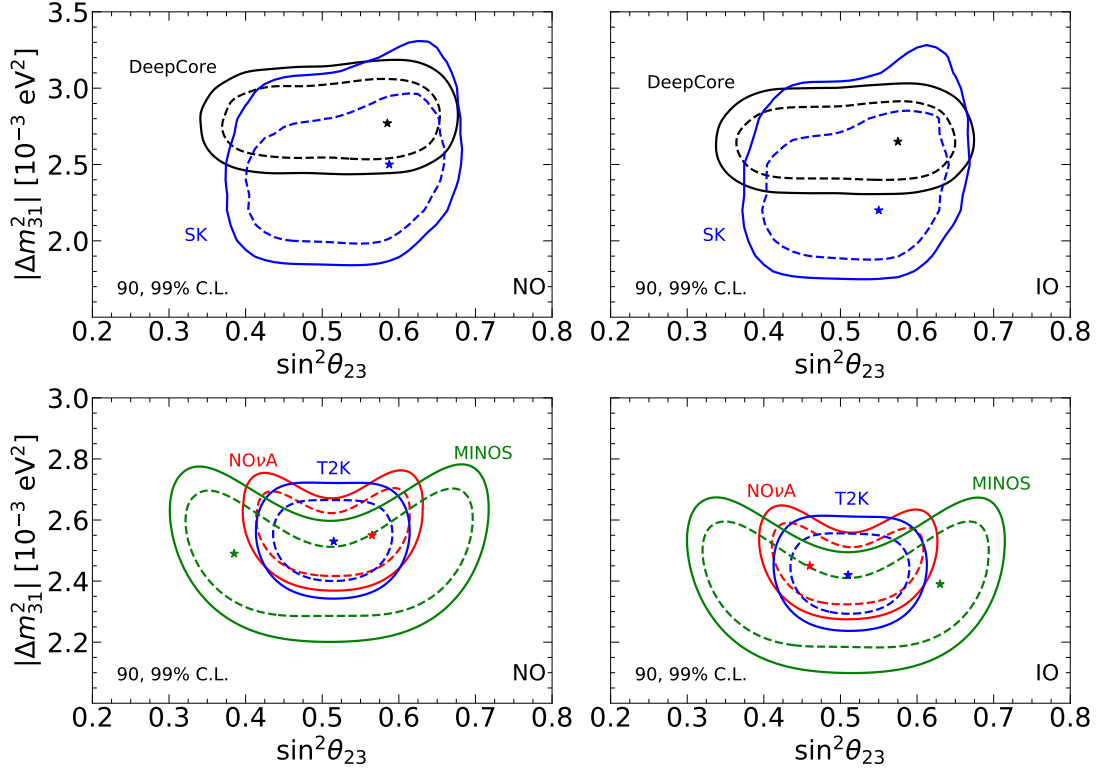 3.5
3.0
2.5
2.0
|Δm²₃₁| [10⁻³ eV²]
DeepCore
SK
90, 99% C.L.
NO
0.2 0.3 0.4 0.5 0.6 0.7 0.8
sin²θ₂₃
DeepCore
SK
90, 99% C.L.
IO
0.2 0.3 0.4 0.5 0.6 0.7 0.8
sin²θ₂₃
3.0
2.8
2.6
2.4
2.2
|Δm²₃₁| [10⁻³ eV²]
NOνA
T2K
MINOS
90, 99% C.L.
NO
0.2 0.3 0.4 0.5 0.6 0.7 0.8
sin²θ₂₃
NOνA
T2K
MINOS
90, 99% C.L.
IO
0.2 0.3 0.4 0.5 0.6 0.7 0.8
sin²θ₂₃